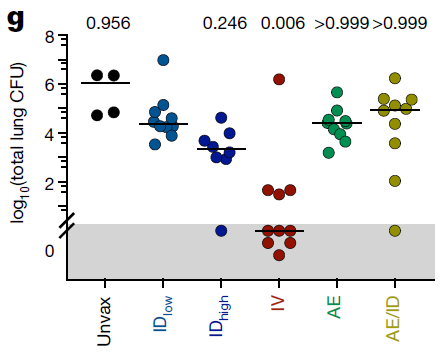 g
0.956 0.246 0.006 >0.999 >0.999
log10(total lung CFU)
8
6
4
2
0
Unvax
IDlow
IDhigh
IV
AE
AE/ID